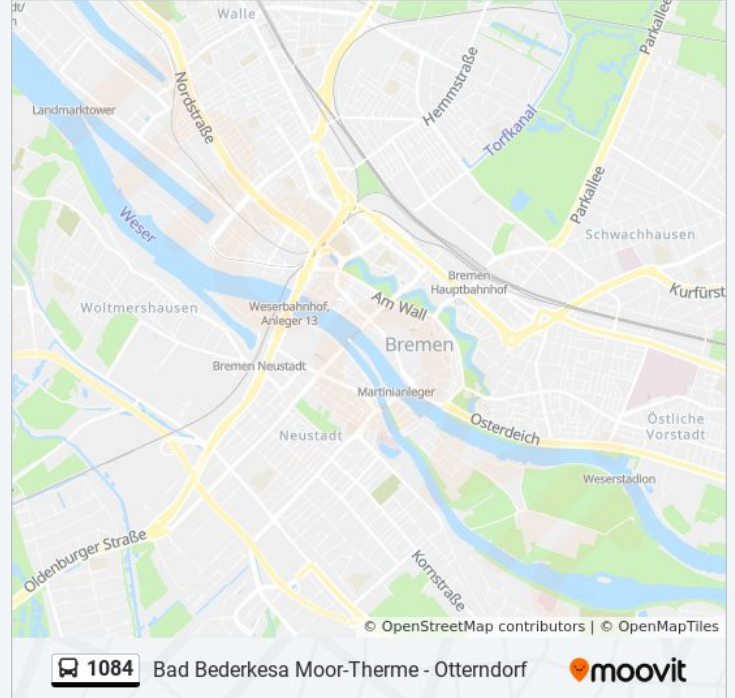 Walle
dt/
Parkallee
Hemmstraße
Nordstraße
Landmarktower
Torfkanal
Parkallee
Weser
Schwachhausen
Bremen
Hauptbahnhof
Kurfürst
Woltmershausen
Weserbahnhof,
Anleger 13
Am Wall
Bremen
Bremen Neustadt
Martinianleger
Osterdeich
Östliche
Vorstadt
Neustadt
Weserstadion
Oldenburger Straße
Kornstraße
© OpenStreetMap contributors | © OpenMapTiles
1084 Bad Bederkesa Moor-Therme - Otterndorf moovit